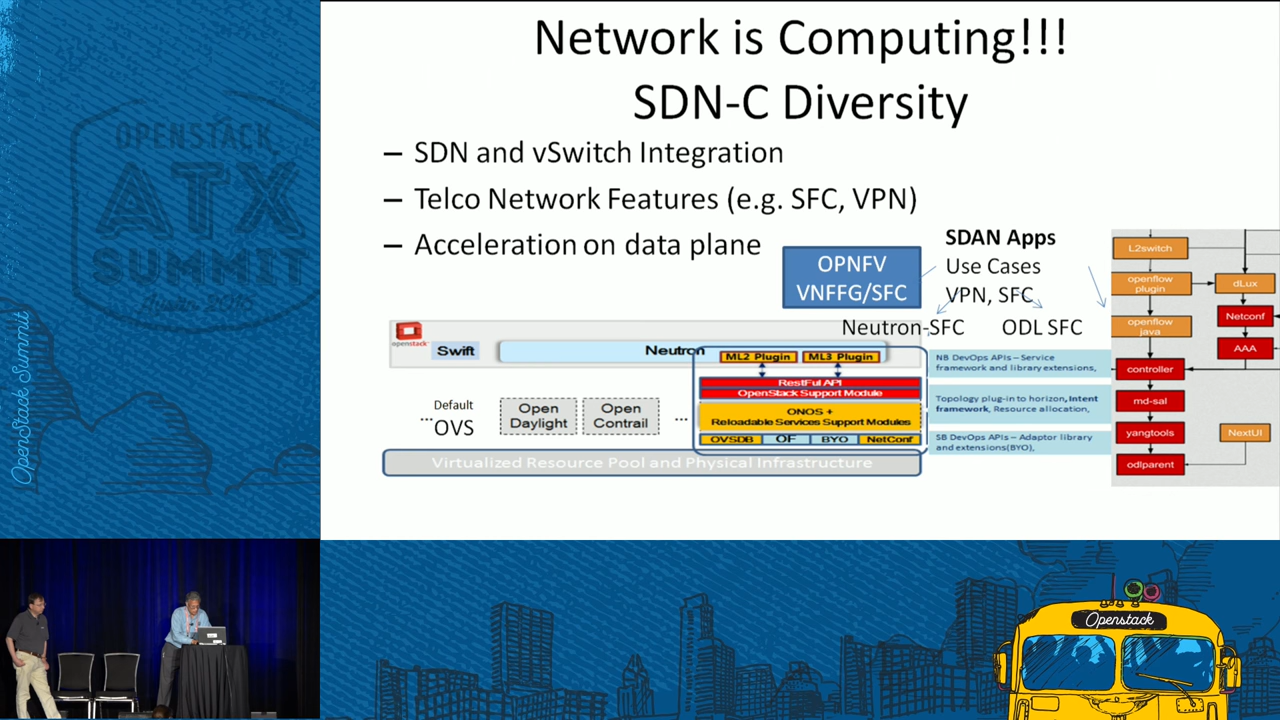 Network is Computing!!!
SDN-C Diversity
– SDN and vSwitch Integration
– Telco Network Features (e.g. SFC, VPN)
– Acceleration on data plane
OPNFV
VNFFG/SFC
SDAN Apps
Use Cases
VPN, SFC
Neutron-SFC
ODL SFC
openstack
Swift
Neutron
ML2 Plugin
ML3 Plugin
RestFul API
OpenStack Support Module
ONOS +
Reloadable Services Support Modules
OVSDB
OF
BYO
NetConf
Default
... OVS
Open
Daylight
Open
Contrail
...
Virtualized Resource Pool and Physical Infrastructure
NB DevOps APIs – Service
framework and library extensions,
Topology plug-in to horizon, Intent
framework, Resource allocation,
SB DevOps APIs – Adaptor library
and extensions(BYO),
L2switch
openflow
plugin
openflow
java
controller
md-sal
yangtools
odlparent
dLux
Netconf
AAA
NextUI
OPENSTACK
ATX
SUMMIT
OpenStack Summit
Openstack